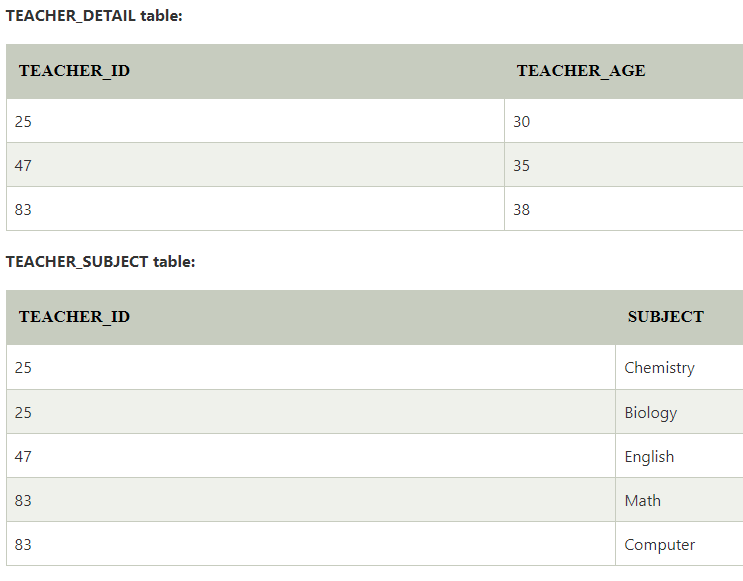 TEACHER_DETAIL table:
TEACHER_ID TEACHER_AGE
25 30
47 35
83 38
TEACHER_SUBJECT table:
TEACHER_ID SUBJECT
25 Chemistry
25 Biology
47 English
83 Math
83 Computer